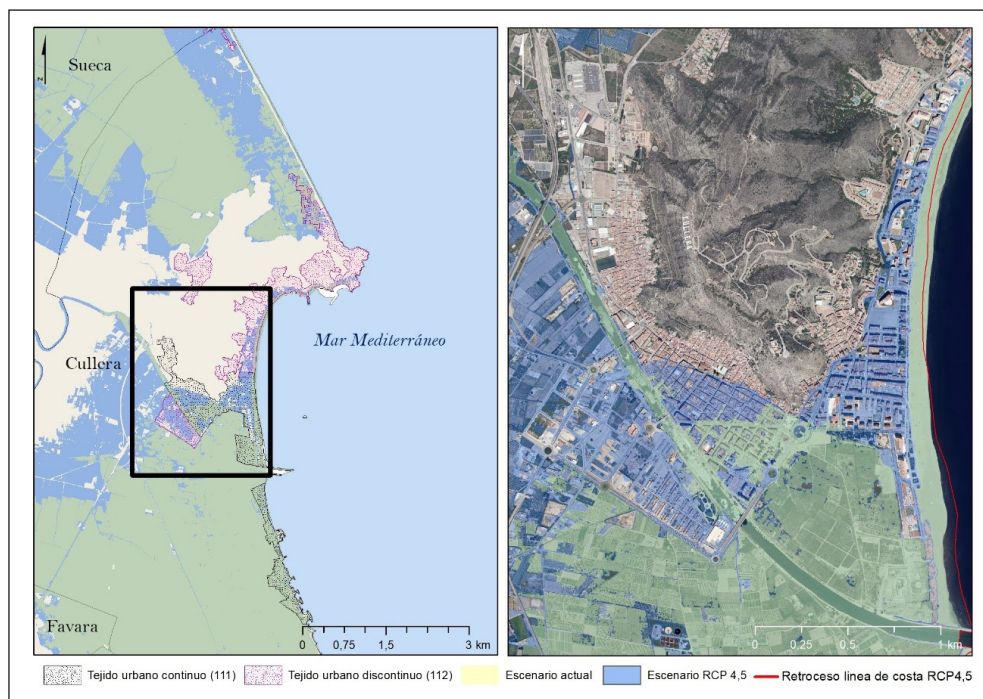 N
Sueca
Cullera
Mar Mediterráneo
Favara
0 0,75 1,5 3 km
0 0,25 0,5 1 km
Tejido urbano continuo (111)
Tejido urbano discontinuo (112)
Escenario actual
Escenario RCP 4,5
Retroceso linea de costa RCP4,5